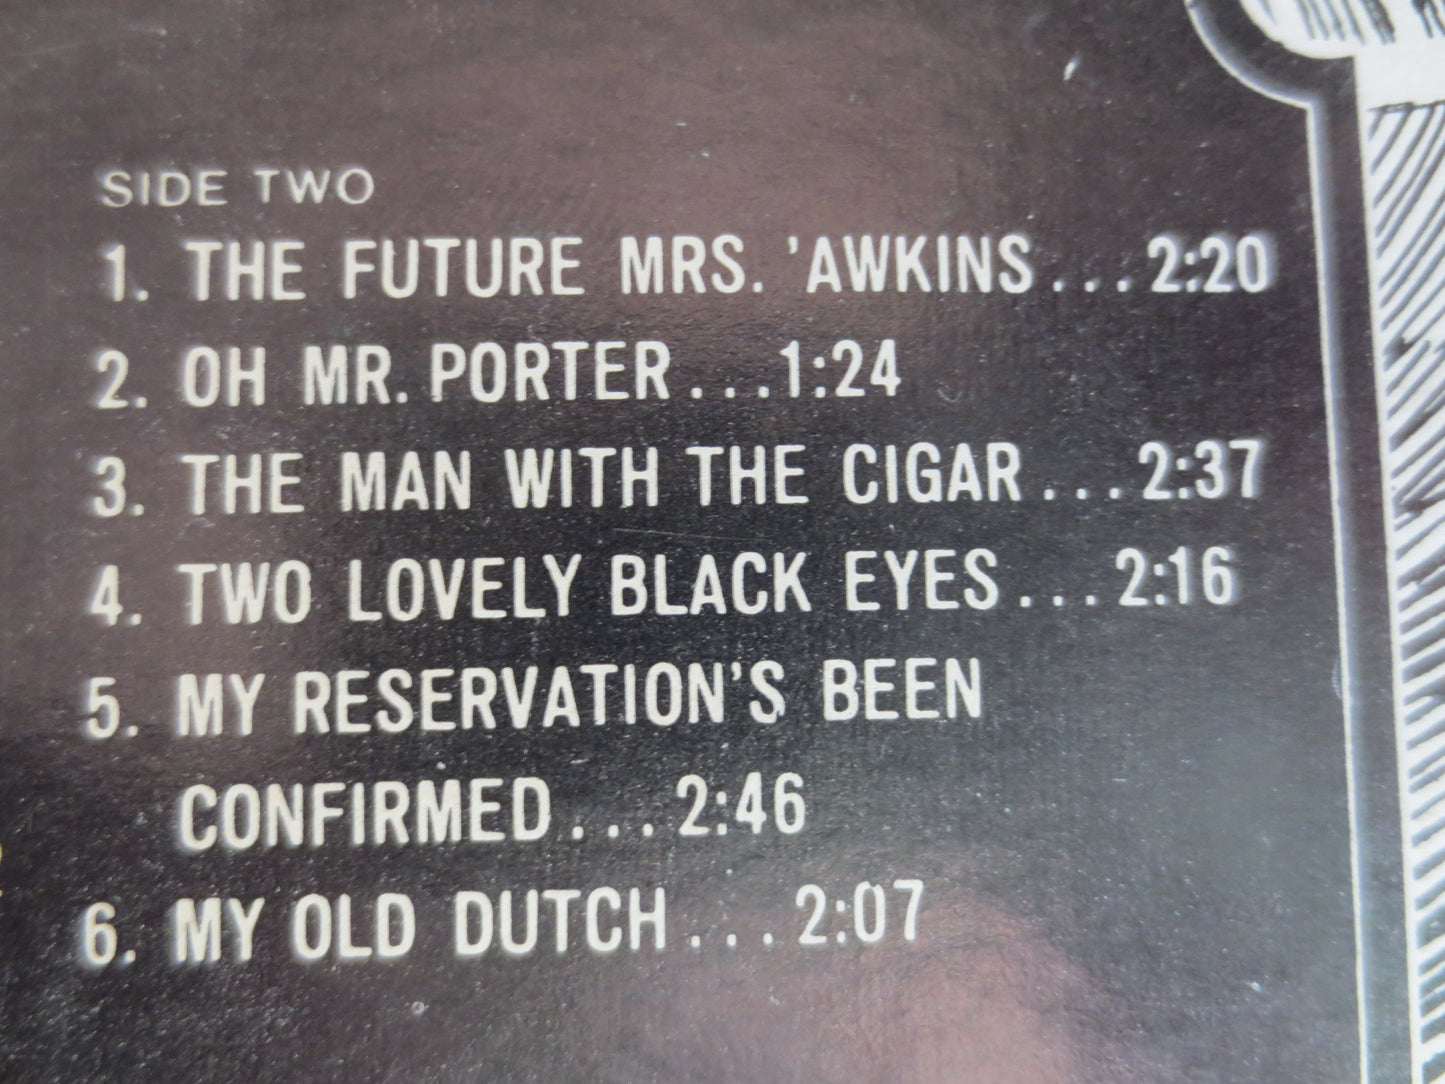 SIDE TWO
1. THE FUTURE MRS. 'AWKINS...2:20
2. OH MR. PORTER...1:24
3. THE MAN WITH THE CIGAR...2:37
4. TWO LOVELY BLACK EYES...2:16
5. MY RESERVATION'S BEEN
CONFIRMED...2:46
6. MY OLD DUTCH...2:07